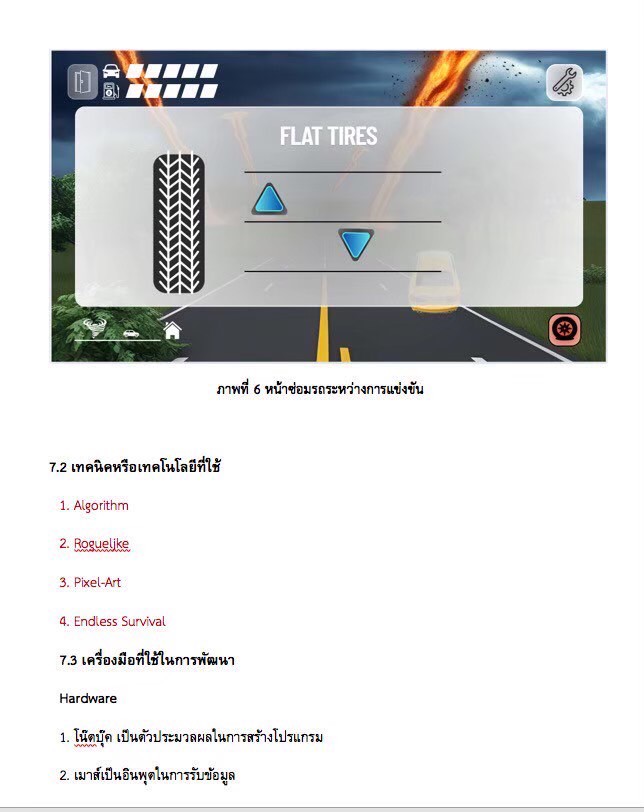 FLAT TIRES
ภาพที่ 6 หน้าซ่อมรถระหว่างการแข่งขัน
7.2 เทคนิคหรือเทคโนโลยีที่ใช้
1. Algorithm
2. Roguelike
3. Pixel-Art
4. Endless Survival
7.3 เครื่องมือที่ใช้ในการพัฒนา
Hardware
1. โน๊ตบุ๊ค เป็นตัวประมวลผลในการสร้างโปรแกรม
2. เมาส์เป็นอินพุตในการรับข้อมูล